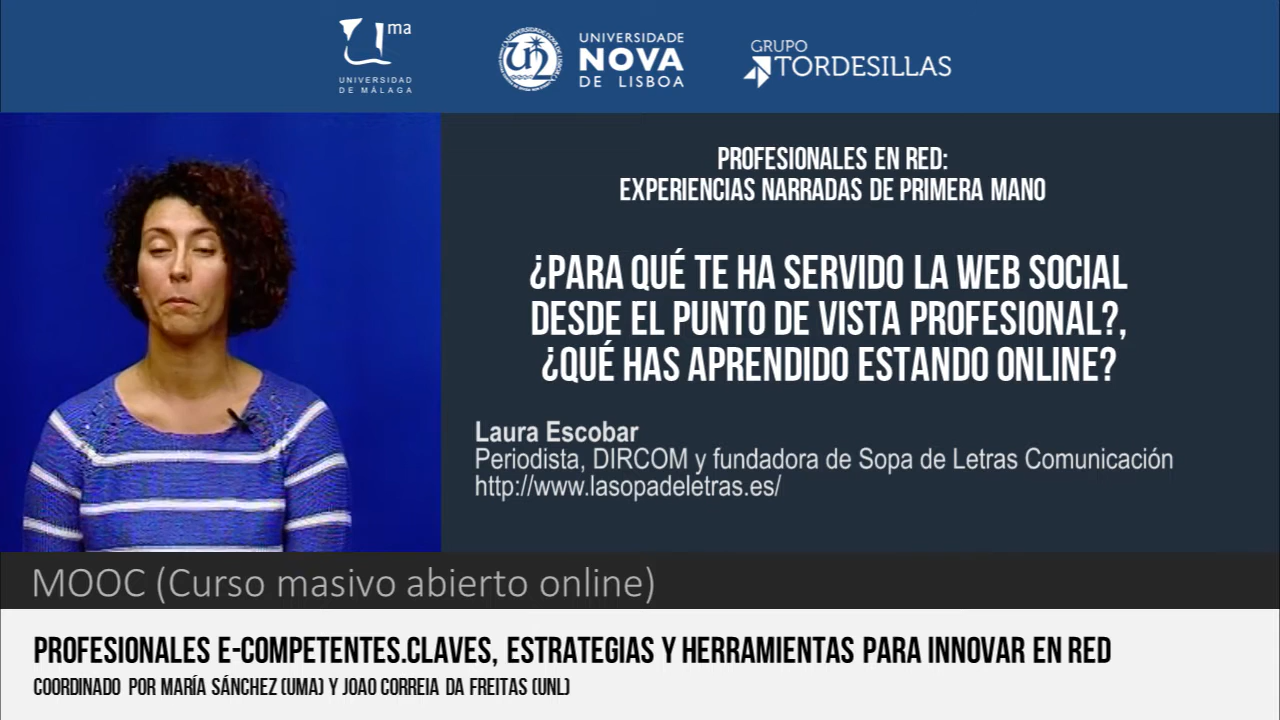 uma
UNIVERSIDAD
DE MÁLAGA
UNIVERSIDADE
NOVA
DE LISBOA
GRUPO
TORDESILLAS
PROFESIONALES EN RED:
EXPERIENCIAS NARRADAS DE PRIMERA MANO
¿PARA QUÉ TE HA SERVIDO LA WEB SOCIAL
DESDE EL PUNTO DE VISTA PROFESIONAL?,
¿QUÉ HAS APRENDIDO ESTANDO ONLINE?
Laura Escobar
Periodista, DIRCOM y fundadora de Sopa de Letras Comunicación
http://www.lasopadeletras.es/
MOOC (Curso masivo abierto online)
PROFESIONALES E-COMPETENTES.CLAVES, ESTRATEGIAS Y HERRAMIENTAS PARA INNOVAR EN RED
COORDINADO POR MARÍA SÁNCHEZ (UMA) Y JOAO CORREIA DA FREITAS (UNL)